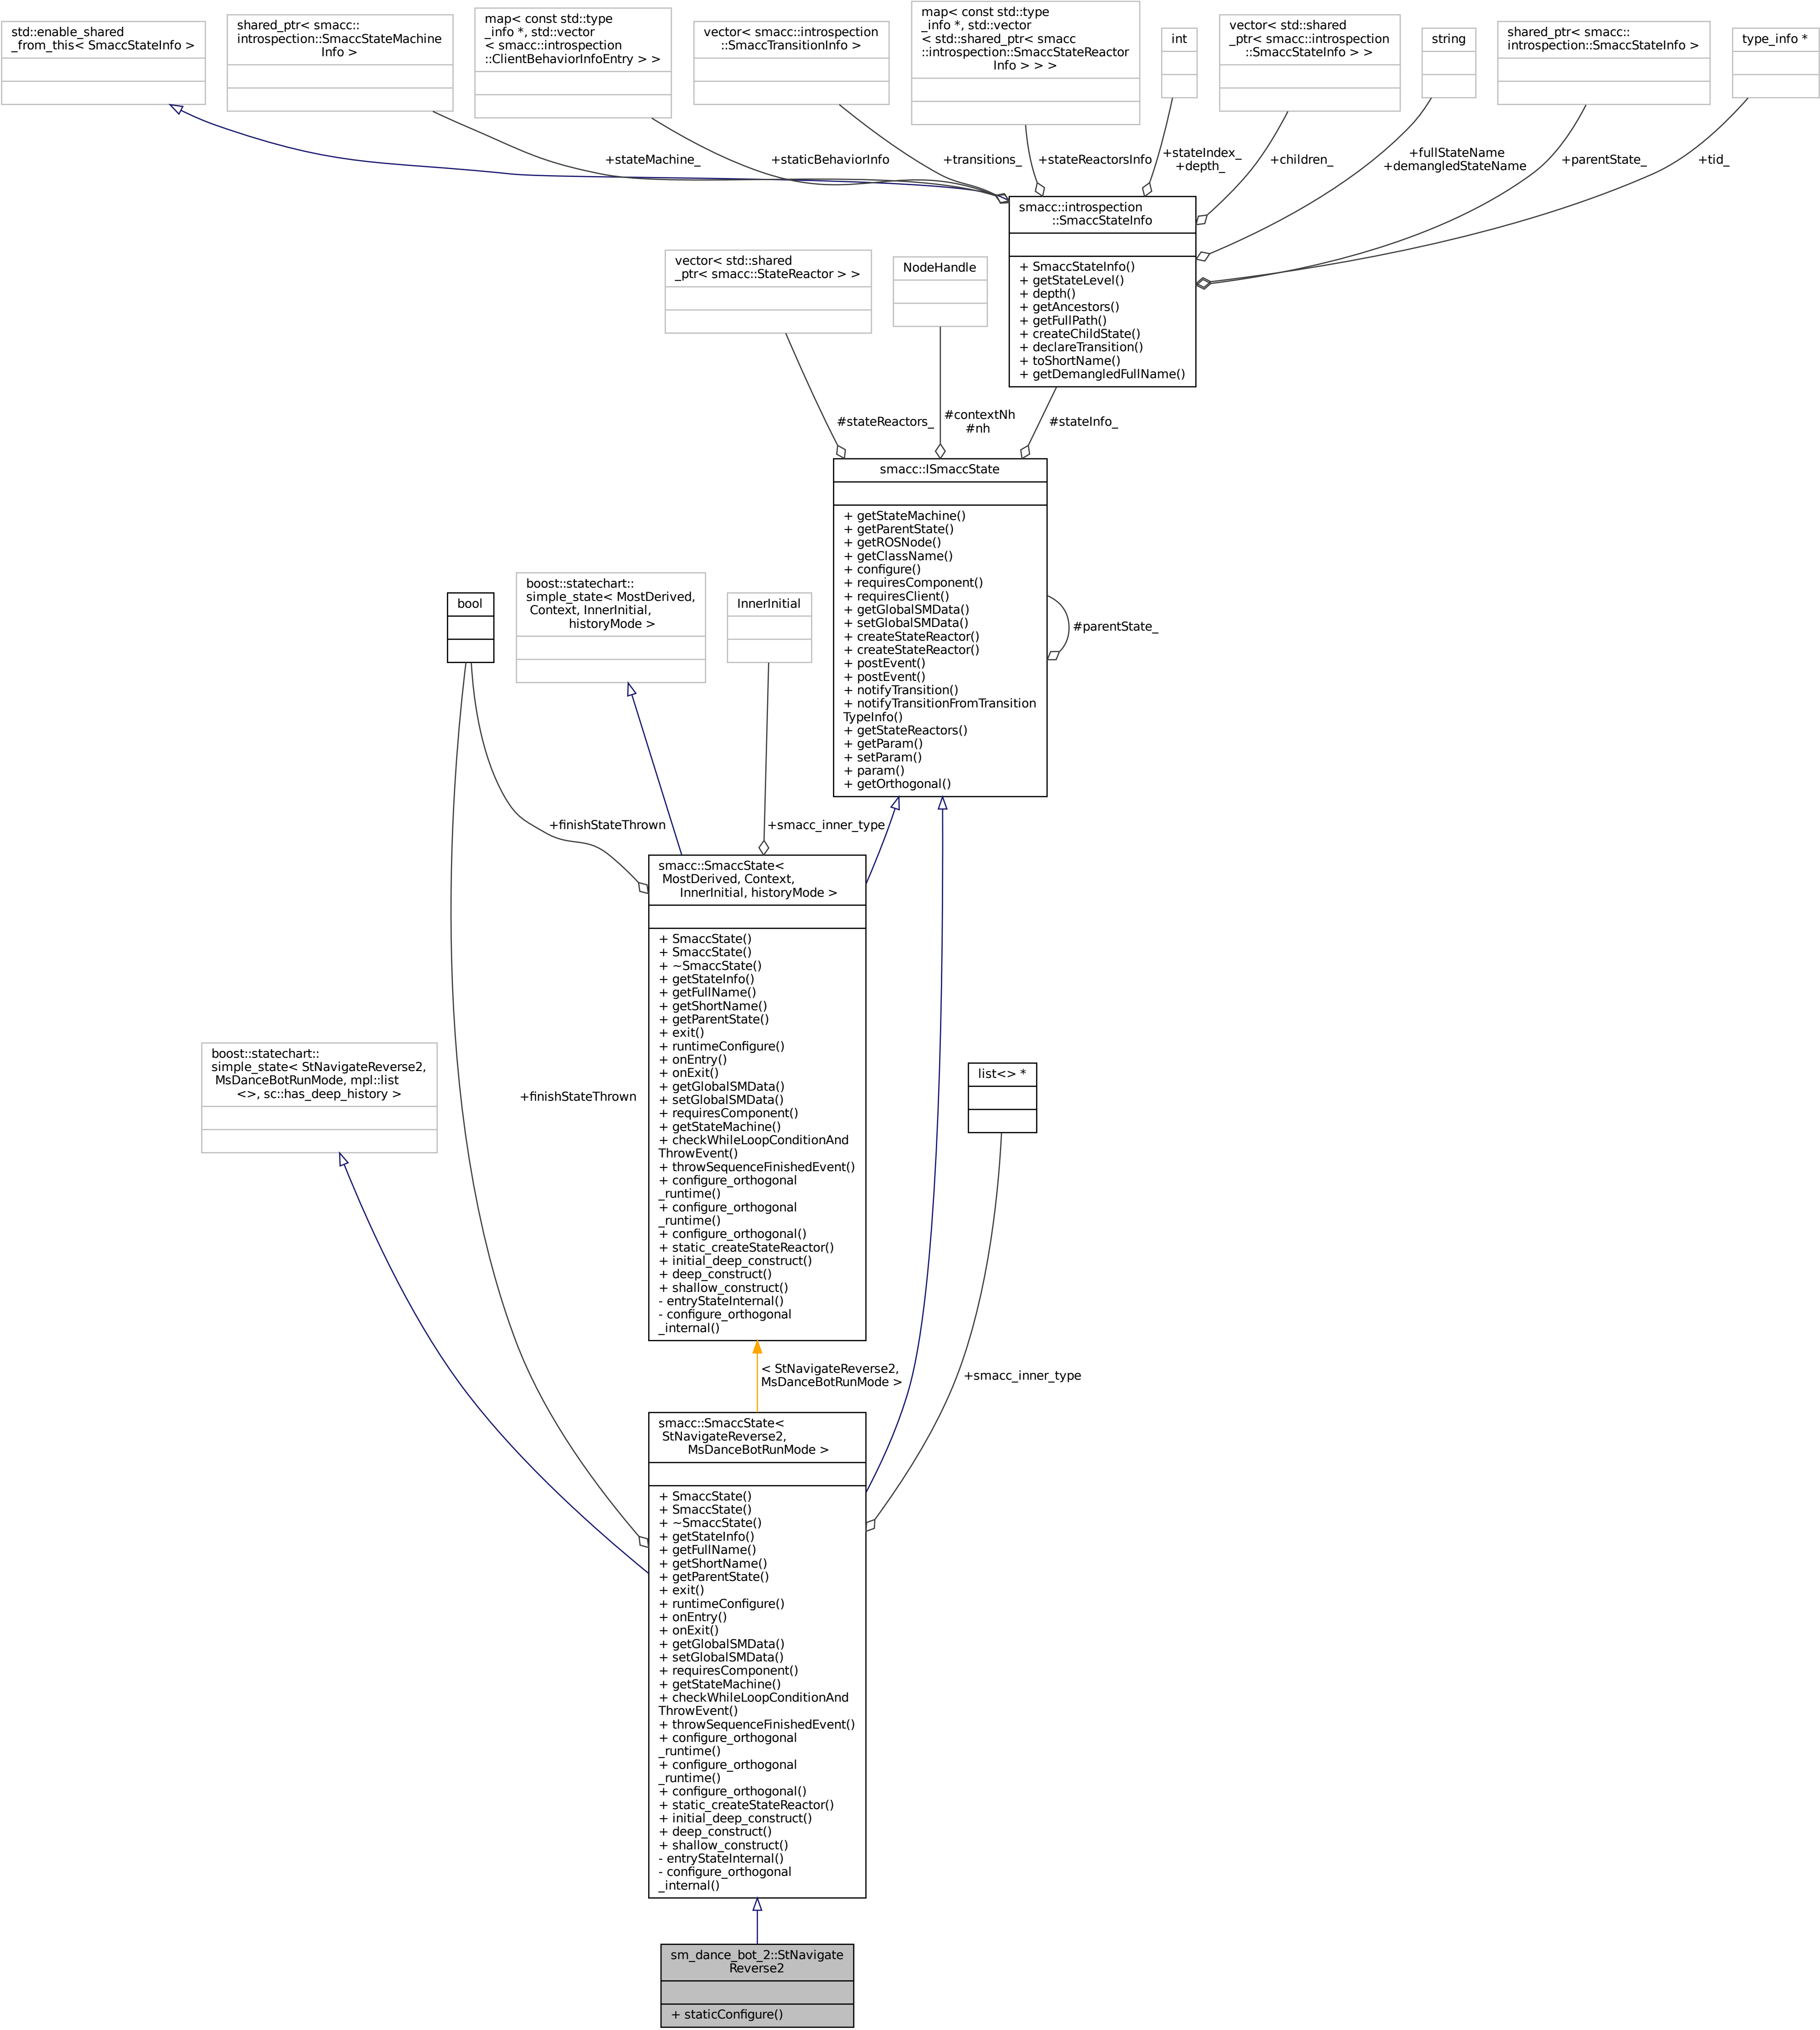 std::enable_shared
_from_this< SmaccStateInfo >
shared_ptr< smacc::
introspection::SmaccStateMachine
Info >
map< const std::type
_info *, std::vector
< smacc::introspection
::ClientBehaviorInfoEntry > >
vector< smacc::introspection
::SmaccTransitionInfo >
map< const std::type
_info *, std::vector
< std::shared_ptr< smacc
::introspection::SmaccStateReactor
Info > > >
int
vector< std::shared
_ptr< smacc::introspection
::SmaccStateInfo > >
string
shared_ptr< smacc::
introspection::SmaccStateInfo >
type_info *
+stateMachine_
+staticBehaviorInfo
+transitions_
+stateReactorsInfo
+stateIndex_
+depth_
+children_
+fullStateName
+demangledStateName
+parentState_
+tid_
smacc::introspection
::SmaccStateInfo
+ SmaccStateInfo()
+ getStateLevel()
+ depth()
+ getAncestors()
+ getFullPath()
+ createChildState()
+ declareTransition()
+ toShortName()
+ getDemangledFullName()
vector< std::shared
_ptr< smacc::StateReactor > >
NodeHandle
#stateReactors_
#contextNh
#nh
#stateInfo_
smacc::ISmaccState
+ getStateMachine()
+ getParentState()
+ getROSNode()
+ getClassName()
+ configure()
+ requiresComponent()
+ requiresClient()
+ getGlobalSMData()
+ setGlobalSMData()
+ createStateReactor()
+ createStateReactor()
+ postEvent()
+ postEvent()
+ notifyTransition()
+ notifyTransitionFromTransition
TypeInfo()
+ getStateReactors()
+ getParam()
+ setParam()
+ param()
+ getOrthogonal()
#parentState_
bool
boost::statechart::
simple_state< MostDerived,
Context, InnerInitial,
historyMode >
InnerInitial
+finishStateThrown
+smacc_inner_type
smacc::SmaccState<
MostDerived, Context,
InnerInitial, historyMode >
+ SmaccState()
+ SmaccState()
+ ~SmaccState()
+ getStateInfo()
+ getFullName()
+ getShortName()
+ getParentState()
+ exit()
+ runtimeConfigure()
+ onEntry()
+ onExit()
+ getGlobalSMData()
+ setGlobalSMData()
+ requiresComponent()
+ getStateMachine()
+ checkWhileLoopConditionAnd
ThrowEvent()
+ throwSequenceFinishedEvent()
+ configure_orthogonal
_runtime()
+ configure_orthogonal
_runtime()
+ configure_orthogonal()
+ static_createStateReactor()
+ initial_deep_construct()
+ deep_construct()
+ shallow_construct()
- entryStateInternal()
- configure_orthogonal
_internal()
boost::statechart::
simple_state< StNavigateReverse2,
MsDanceBotRunMode, mpl::list
<>, sc::has_deep_history >
+finishStateThrown
list<> *
< StNavigateReverse2,
MsDanceBotRunMode >
+smacc_inner_type
smacc::SmaccState<
StNavigateReverse2,
MsDanceBotRunMode >
+ SmaccState()
+ SmaccState()
+ ~SmaccState()
+ getStateInfo()
+ getFullName()
+ getShortName()
+ getParentState()
+ exit()
+ runtimeConfigure()
+ onEntry()
+ onExit()
+ getGlobalSMData()
+ setGlobalSMData()
+ requiresComponent()
+ getStateMachine()
+ checkWhileLoopConditionAnd
ThrowEvent()
+ throwSequenceFinishedEvent()
+ configure_orthogonal
_runtime()
+ configure_orthogonal
_runtime()
+ configure_orthogonal()
+ static_createStateReactor()
+ initial_deep_construct()
+ deep_construct()
+ shallow_construct()
- entryStateInternal()
- configure_orthogonal
_internal()
sm_dance_bot_2::StNavigate
Reverse2
+ staticConfigure()